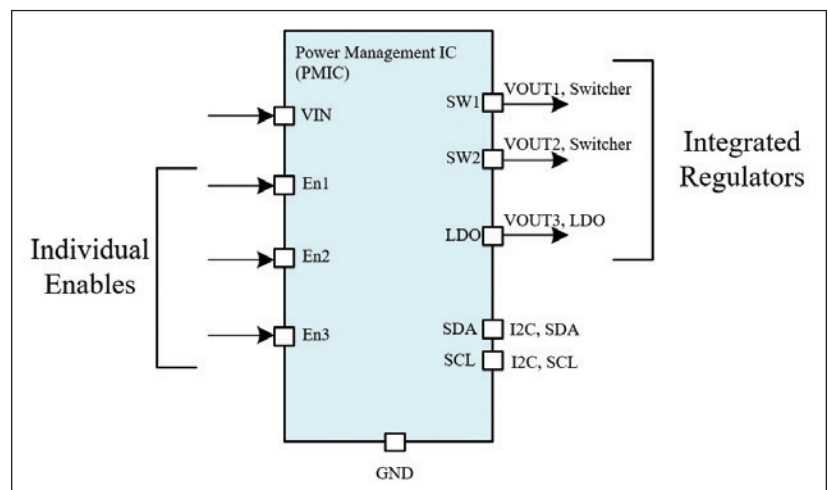 Power Management IC
(PMIC)
VIN
En1
En2
En3
Individual
Enables
SW1
VOUT1, Switcher
SW2
VOUT2, Switcher
LDO
VOUT3, LDO
Integrated
Regulators
SDA
I2C, SDA
SCL
I2C, SCL
GND